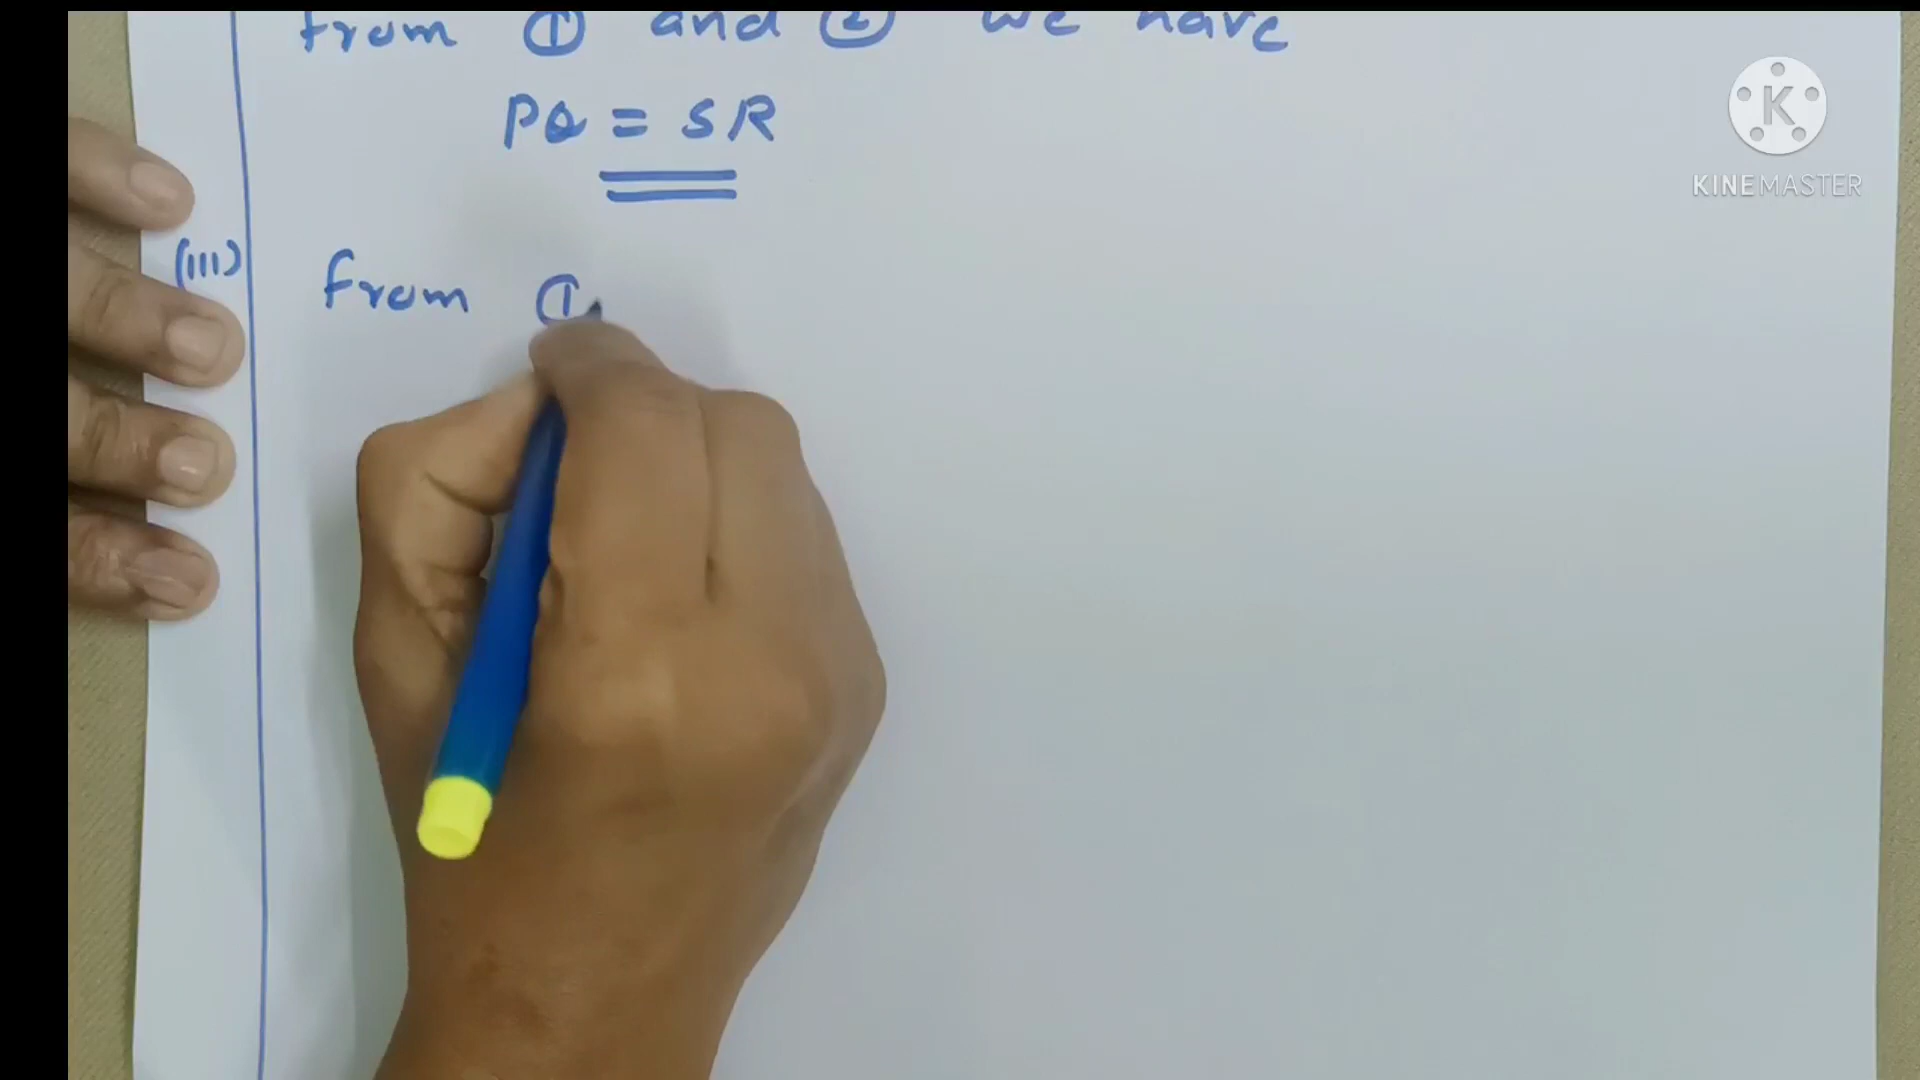 from ① and ② we have
PQ = SR
K
KINEMASTER
(iii) from ①